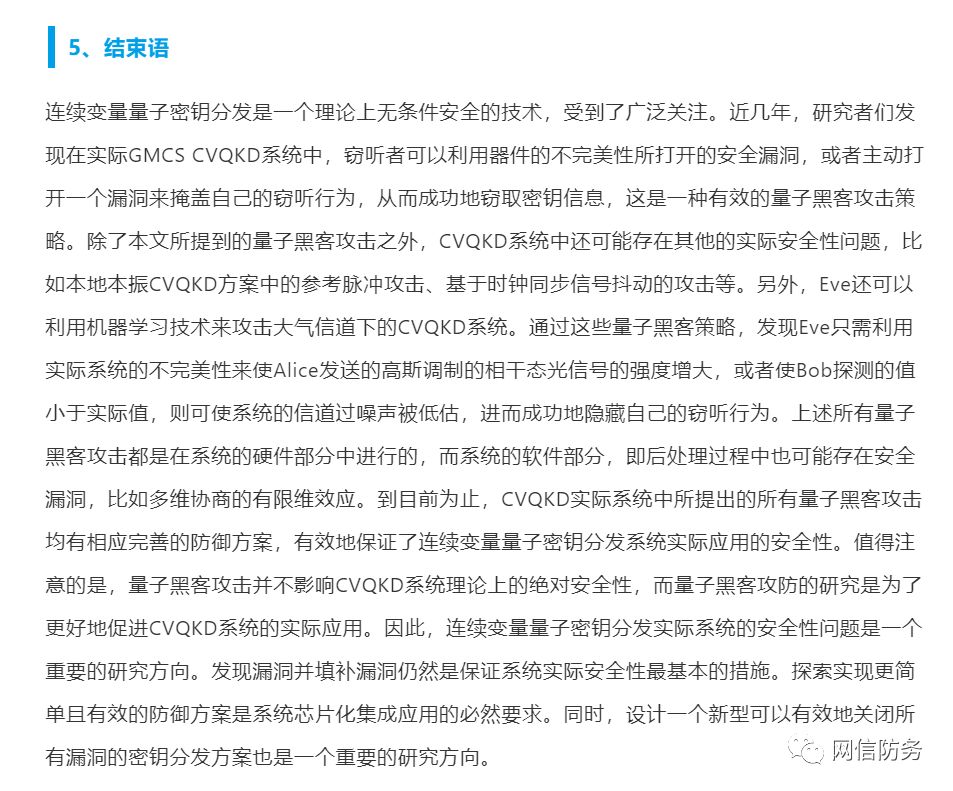 5、结束语
连续变量量子密钥分发是一个理论上无条件安全的技术，受到了广泛关注。近几年，研究者们发
现在实际GMCS CVQKD系统中，窃听者可以利用器件的不完美性所打开的安全漏洞，或者主动打
开一个漏洞来掩盖自己的窃听行为，从而成功地窃取密钥信息，这是一种有效的量子黑客攻击策
略。除了本文所提到的量子黑客攻击之外，CVQKD系统中还可能存在其他的实际安全性问题，比
如本地本振CVQKD方案中的参考脉冲攻击、基于时钟同步信号抖动的攻击等。另外，Eve还可以
利用机器学习技术来攻击大气信道下的CVQKD系统。通过这些量子黑客策略，发现Eve只需利用
实际系统的不完美性来使Alice发送的高斯调制的相干态光信号的强度增大，或者使Bob探测的值
小于实际值，则可使系统的信道过噪声被低估，进而成功地隐藏自己的窃听行为。上述所有量子
黑客攻击都是在系统的硬件部分中进行的，而系统的软件部分，即后处理过程中也可能存在安全
漏洞，比如多维协商的有限维效应。到目前为止，CVQKD实际系统中所提出的所有量子黑客攻击
均有相应完善的防御方案，有效地保证了连续变量量子密钥分发系统实际应用的安全性。值得注
意的是，量子黑客攻击并不影响CVQKD系统理论上的绝对安全性，而量子黑客攻防的研究是为了
更好地促进CVQKD系统的实际应用。因此，连续变量量子密钥分发实际系统的安全性问题是一个
重要的研究方向。发现漏洞并填补漏洞仍然是保证系统实际安全性最基本的措施。探索实现更简
单且有效的防御方案是系统芯片化集成应用的必然要求。同时，设计一个新型可以有效地关闭所
有漏洞的密钥分发方案也是一个重要的研究方向。
网信防务